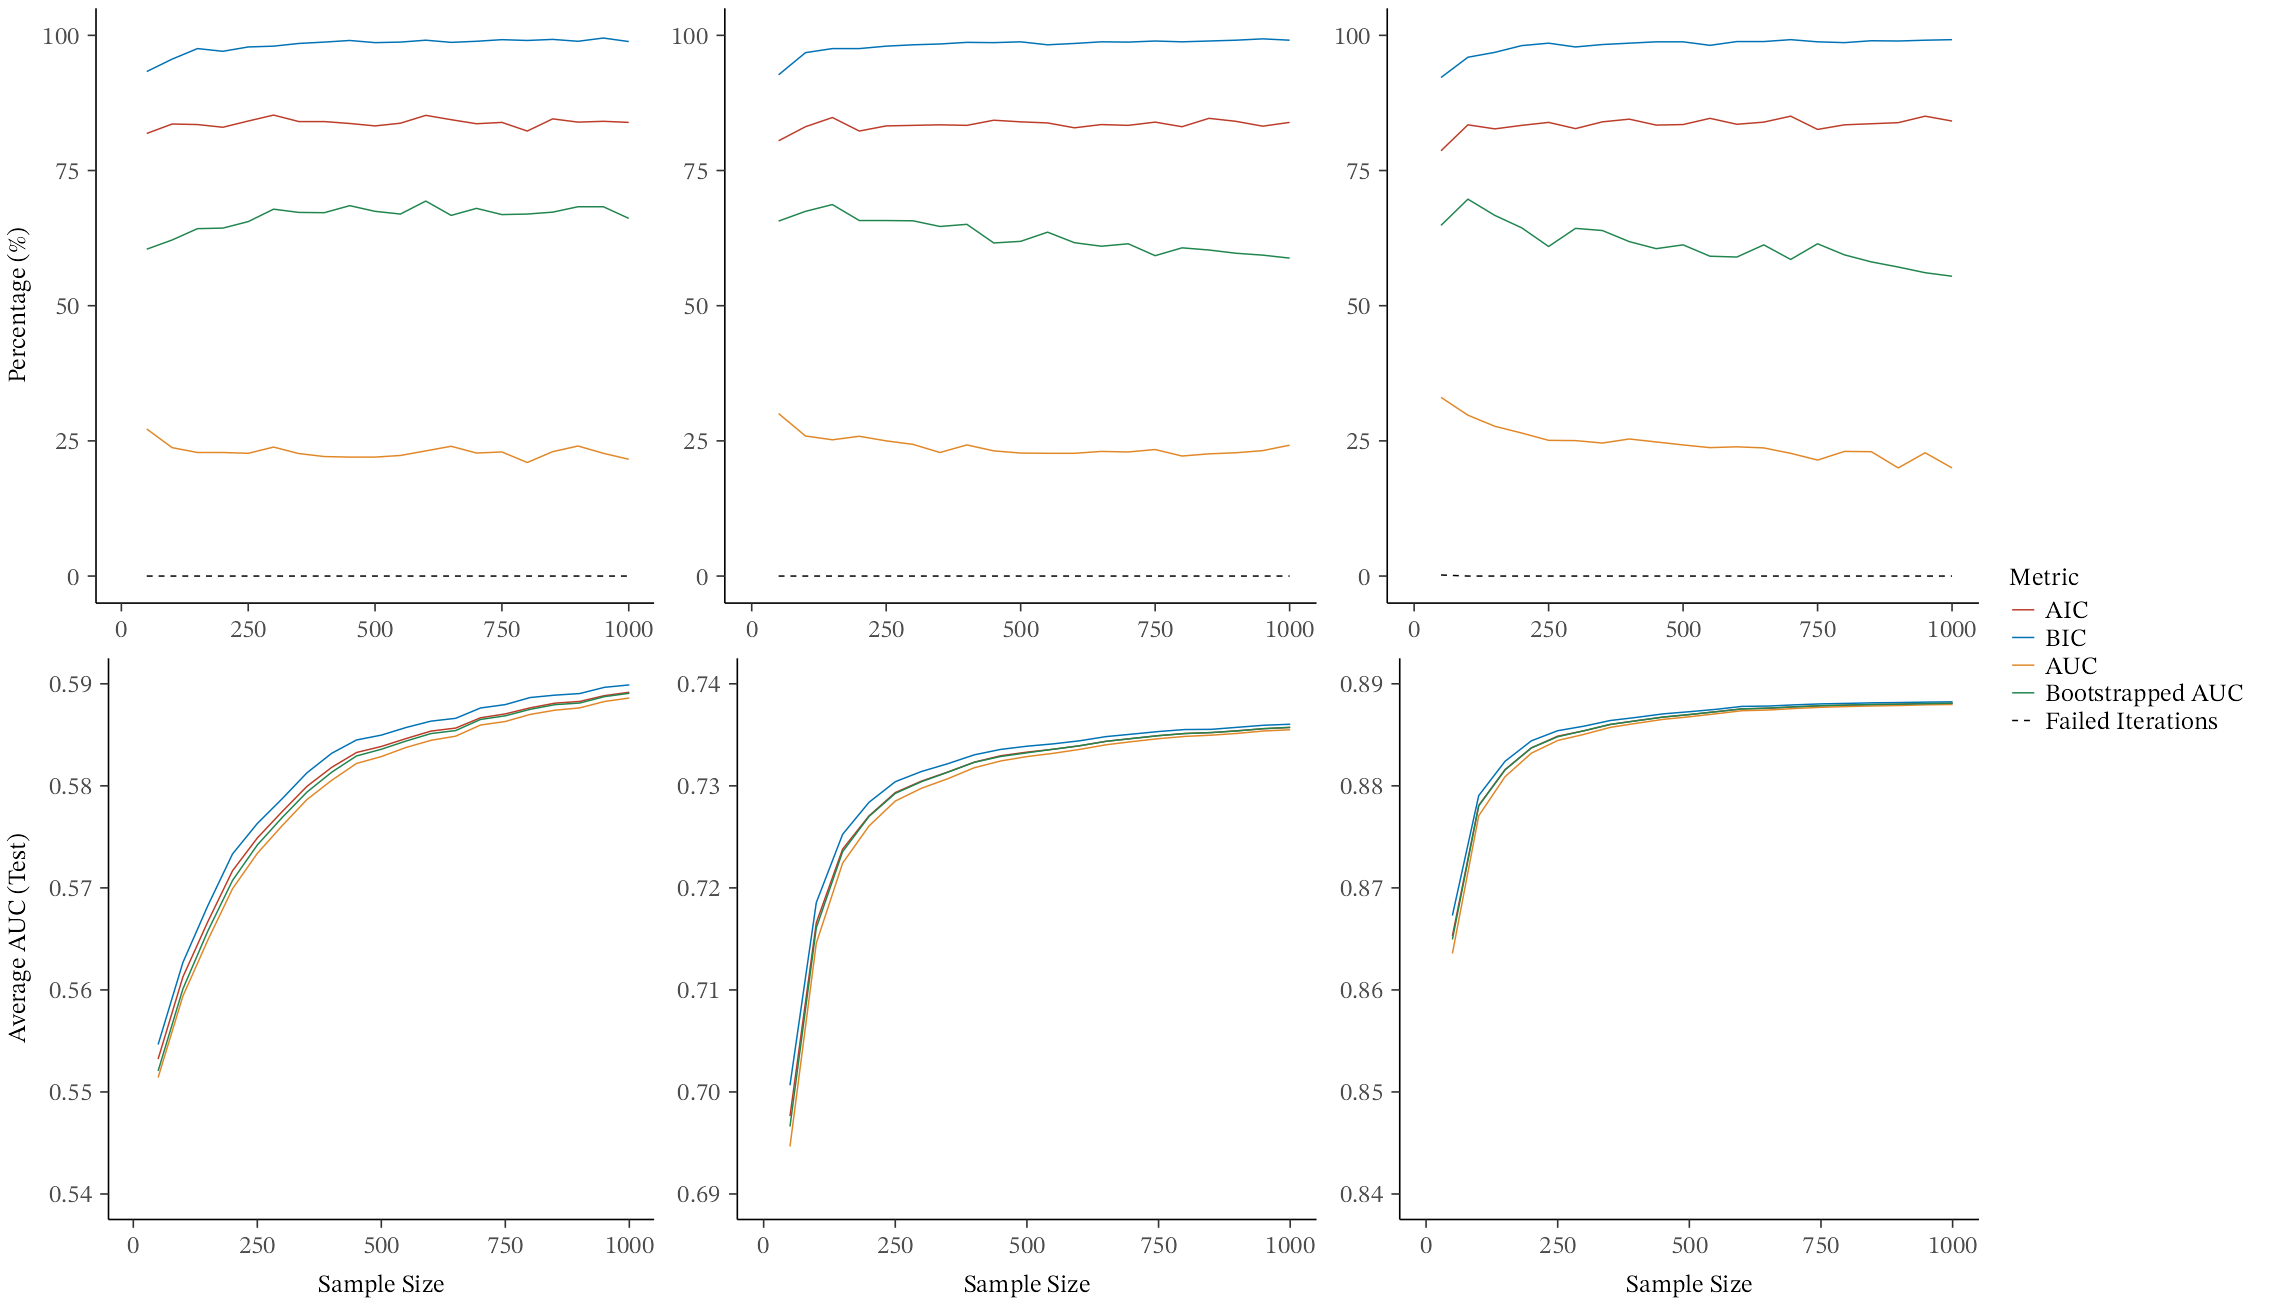 Percentage (%)
100
75
50
25
0
0 250 500 750 1000
100
75
50
25
0
0 250 500 750 1000
100
75
50
25
0
0 250 500 750 1000
Average AUC (Test)
0.59
0.58
0.57
0.56
0.55
0.54
0 250 500 750 1000
Sample Size
0.74
0.73
0.72
0.71
0.70
0.69
0 250 500 750 1000
Sample Size
0.89
0.88
0.87
0.86
0.85
0.84
0 250 500 750 1000
Sample Size
Metric
AIC
BIC
AUC
Bootstrapped AUC
Failed Iterations